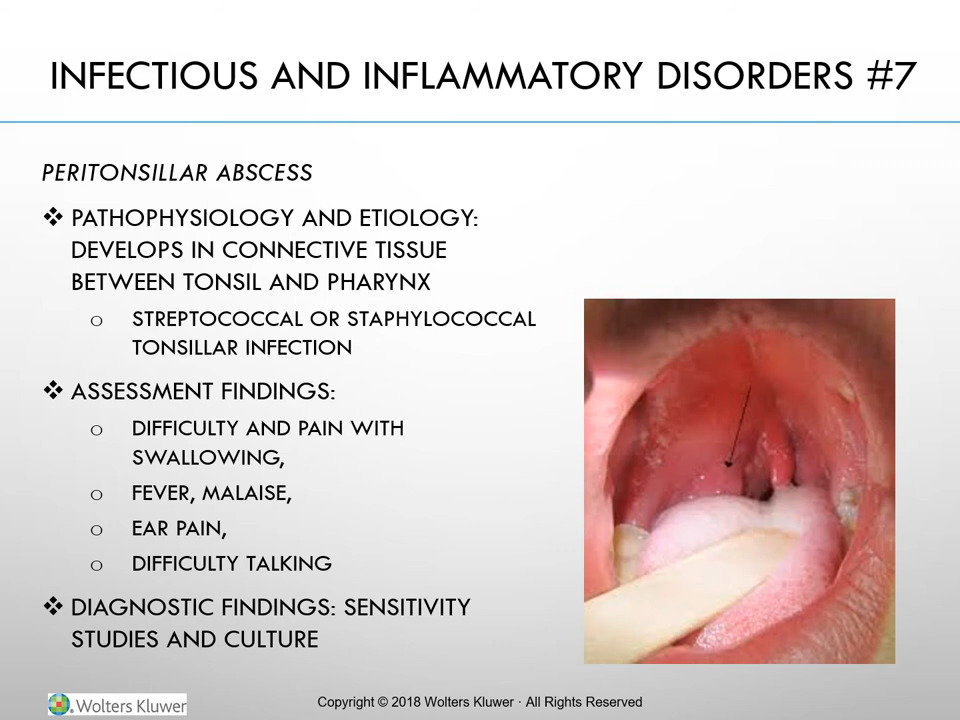 INFECTIOUS AND INFLAMMATORY DISORDERS #7
PERITONSILLAR ABSCESS
❖ PATHOPHYSIOLOGY AND ETIOLOGY:
DEVELOPS IN CONNECTIVE TISSUE
BETWEEN TONSIL AND PHARYNX
o STREPTOCOCCAL OR STAPHYLOCOCCAL
TONSILLAR INFECTION
❖ ASSESSMENT FINDINGS:
o DIFFICULTY AND PAIN WITH
SWALLOWING,
o FEVER, MALAISE,
o EAR PAIN,
o DIFFICULTY TALKING
❖ DIAGNOSTIC FINDINGS: SENSITIVITY
STUDIES AND CULTURE
Wolters Kluwer
Copyright © 2018 Wolters Kluwer · All Rights Reserved